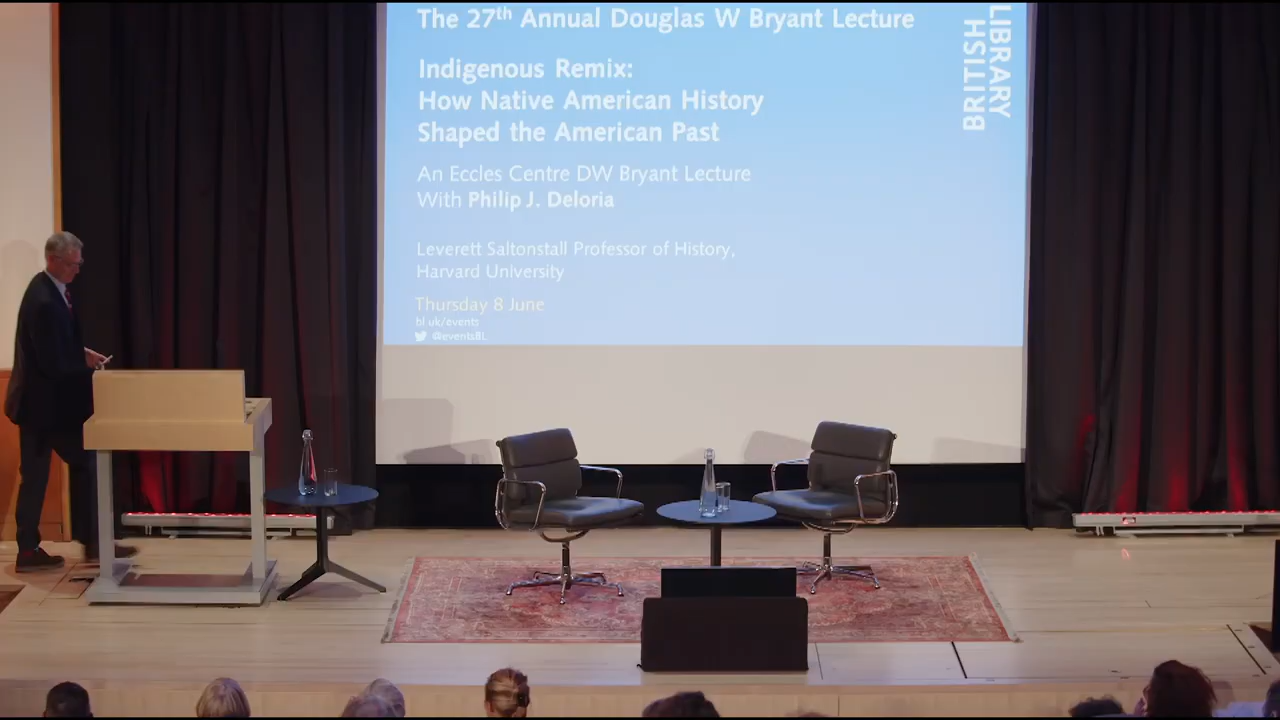 The 27th Annual Douglas W Bryant Lecture
Indigenous Remix:
How Native American History
Shaped the American Past
An Eccles Centre DW Bryant Lecture
With Philip J. Deloria
Leverett Saltonstall Professor of History,
Harvard University
Thursday 8 June
bl.uk/events
@eventsBL
BRITISH
LIBRARY